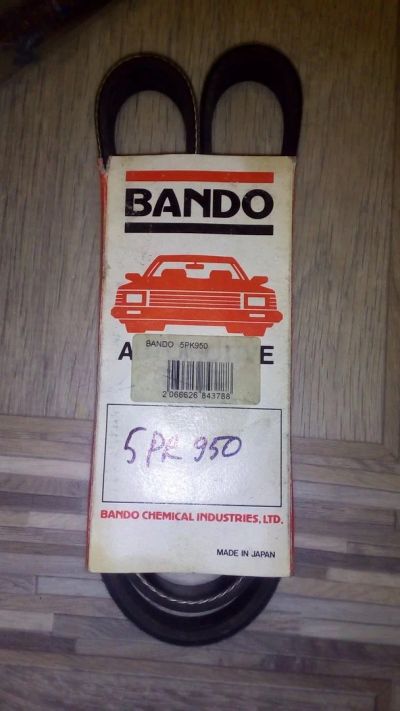 BANDO
BANDO 5PK950
2 066626 843788
5PK 950
BANDO CHEMICAL INDUSTRIES, LTD.
MADE IN JAPAN